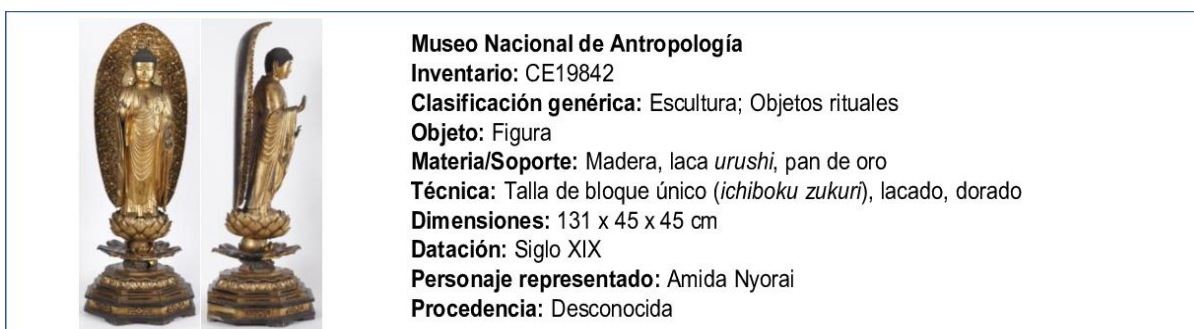 Museo Nacional de Antropología
Inventario: CE19842
Clasificación genérica: Escultura; Objetos rituales
Objeto: Figura
Materia/Soporte: Madera, laca urushi, pan de oro
Técnica: Talla de bloque único (ichiboku zukuri), lacado, dorado
Dimensiones: 131 x 45 x 45 cm
Datación: Siglo XIX
Personaje representado: Amida Nyorai
Procedencia: Desconocida